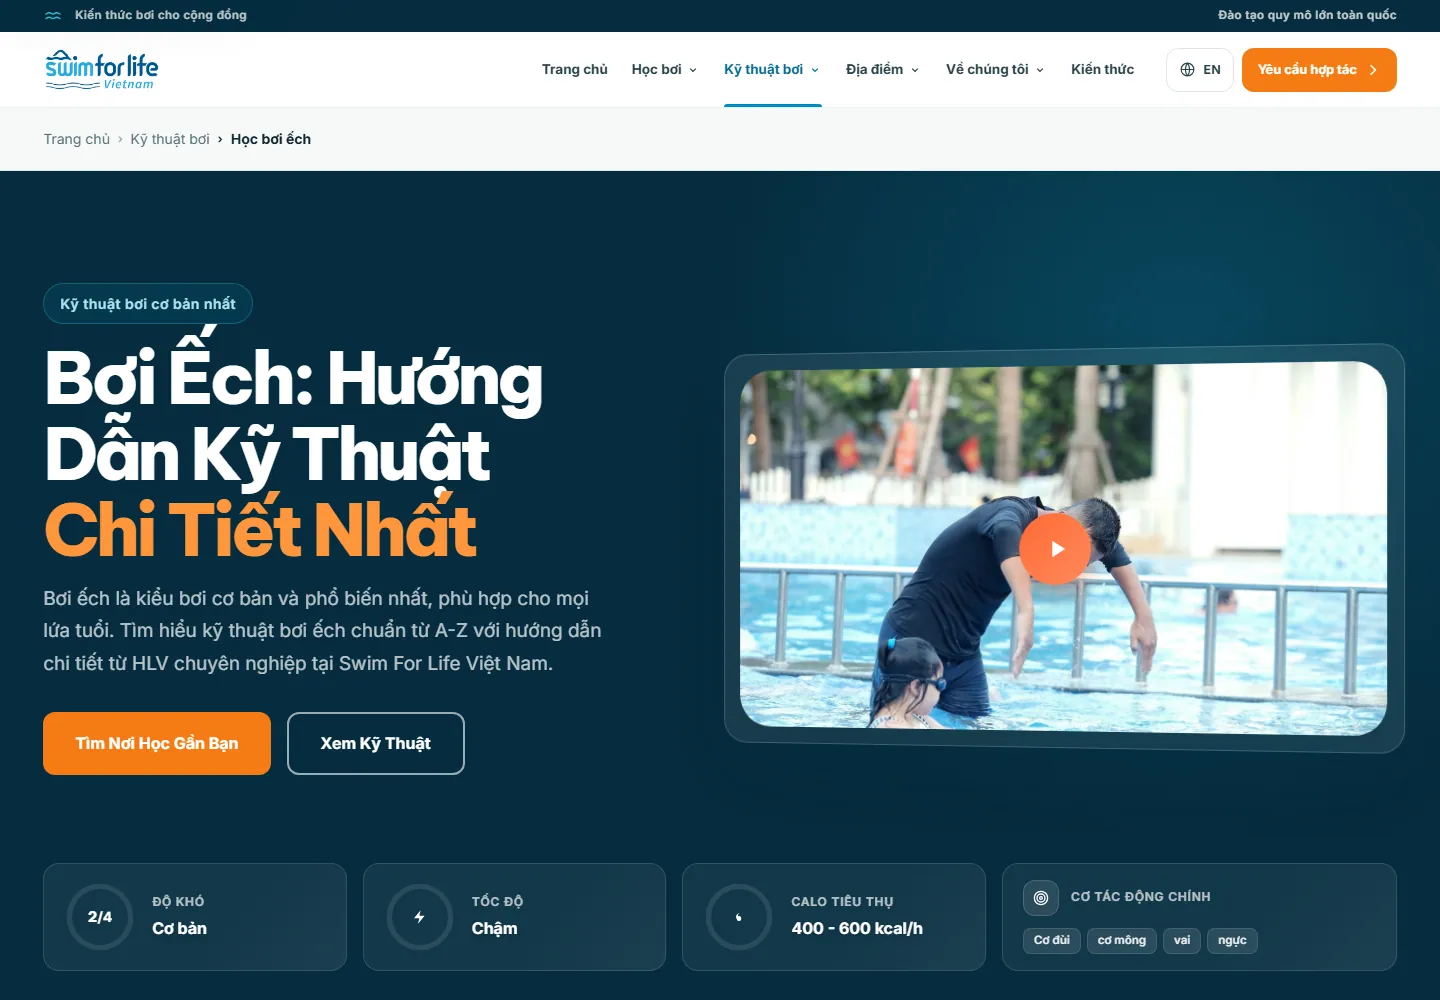 Kiến thức bơi cho cộng đồng
Đào tạo quy mô lớn toàn quốc
swimforlife
Vietnam
Trang chủ
Học bơi
Kỹ thuật bơi
Địa điểm
Về chúng tôi
Kiến thức
EN
Yêu cầu hợp tác
Trang chủ › Kỹ thuật bơi › Học bơi ếch
Kỹ thuật bơi cơ bản nhất
Bơi Ếch: Hướng
Dẫn Kỹ Thuật
Chi Tiết Nhất
Bơi ếch là kiểu bơi cơ bản và phổ biến nhất, phù hợp cho mọi
lứa tuổi. Tìm hiểu kỹ thuật bơi ếch chuẩn từ A-Z với hướng dẫn
chi tiết từ HLV chuyên nghiệp tại Swim For Life Việt Nam.
Tìm Nơi Học Gần Bạn
Xem Kỹ Thuật
2/4
ĐỘ KHÓ
Cơ bản
TỐC ĐỘ
Chậm
CALO TIÊU THỤ
400 - 600 kcal/h
CƠ TÁC ĐỘNG CHÍNH
Cơ đùi
cơ mông
vai
ngực